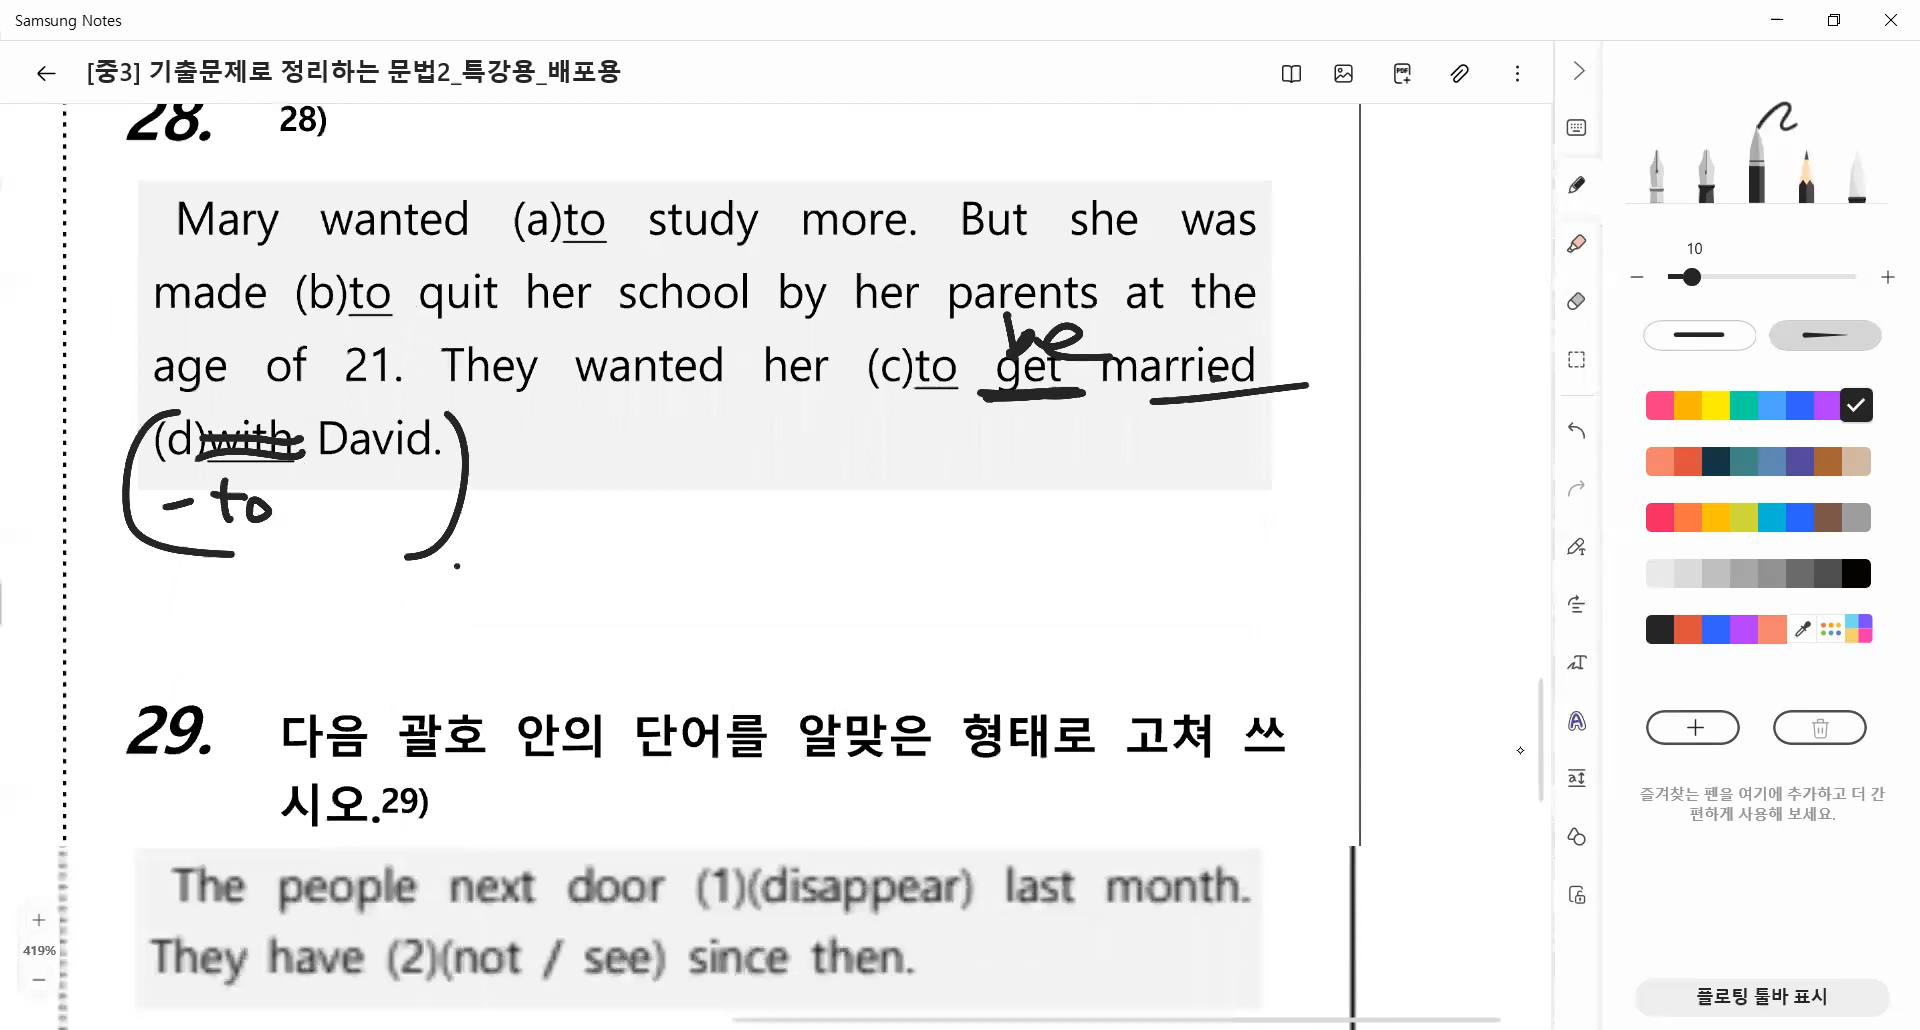 Samsung Notes
[중3] 기출문제로 정리하는 문법2_특강용_배포용
28. 28)
Mary wanted (a)to study more. But she was
made (b)to quit her school by her parents at the
be
age of 21. They wanted her (c)to get married
(d)with David.
- to
29. 다음 괄호 안의 단어를 알맞은 형태로 고쳐 쓰
시오.29)
The people next door (1)(disappear) last month.
They have (2)(not / see) since then.
419%
10
즐겨찾는 펜을 여기에 추가하고 더 간
편하게 사용해 보세요.
플로팅 툴바 표시